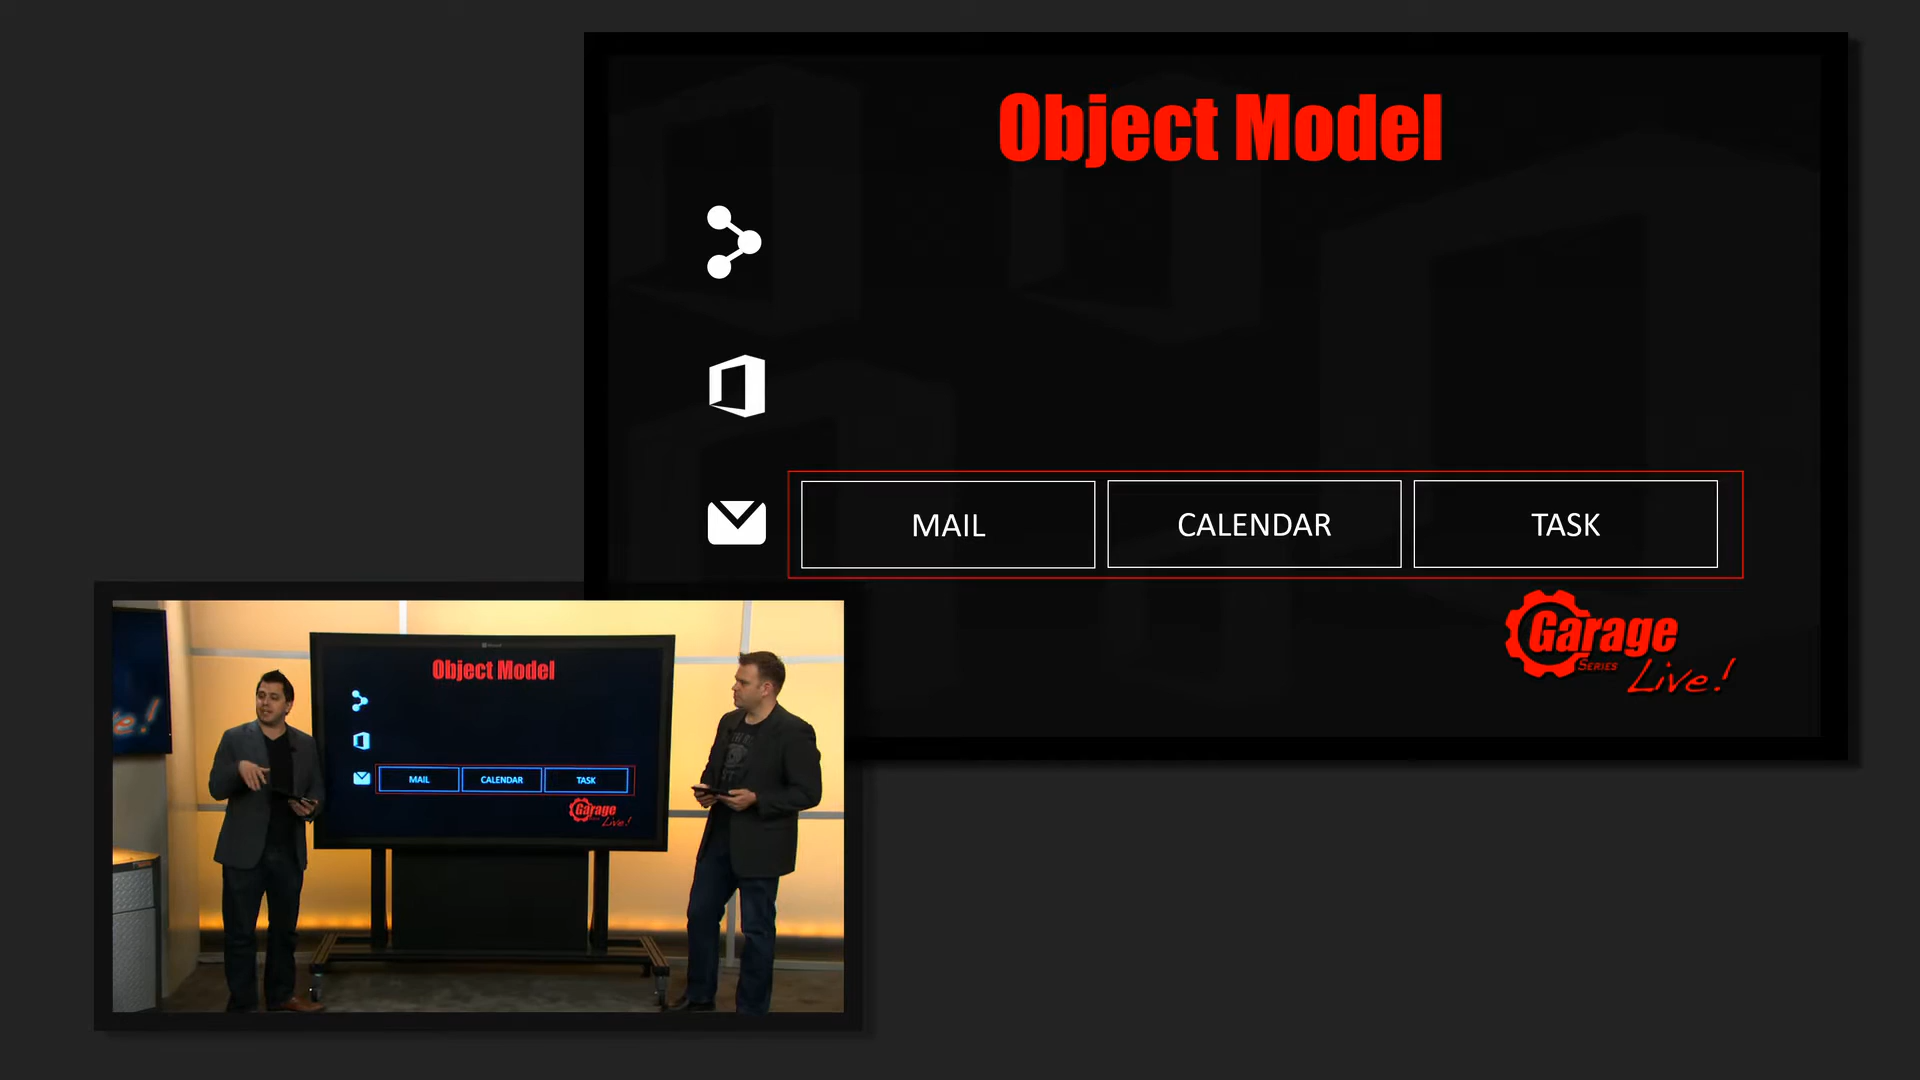 Object Model
MAIL
CALENDAR
TASK
Garage
SERIES
Live!
Object Model
MAIL
CALENDAR
TASK
Garage
Live!